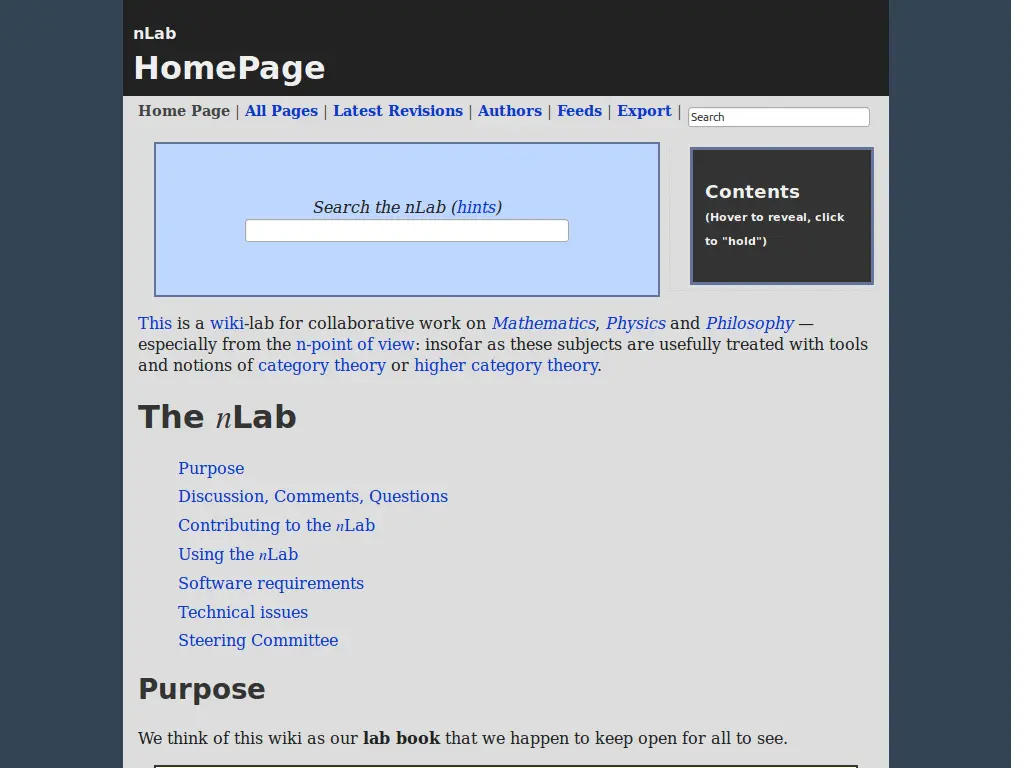 nLab
HomePage
Home Page | All Pages | Latest Revisions | Authors | Feeds | Export | Search
Search the nLab (hints)
Contents
(Hover to reveal, click
to "hold")
This is a wiki-lab for collaborative work on Mathematics, Physics and Philosophy —
especially from the n-point of view: insofar as these subjects are usefully treated with tools
and notions of category theory or higher category theory.
The nLab
Purpose
Discussion, Comments, Questions
Contributing to the nLab
Using the nLab
Software requirements
Technical issues
Steering Committee
Purpose
We think of this wiki as our lab book that we happen to keep open for all to see.